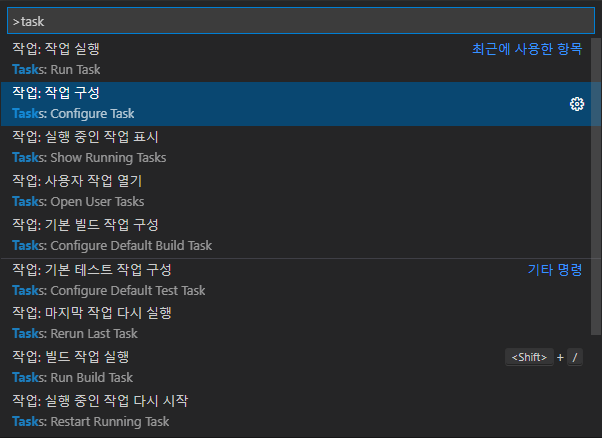 >task
작업: 작업 실행 최근에 사용한 항목
Tasks: Run Task
작업: 작업 구성
Tasks: Configure Task
작업: 실행 중인 작업 표시
Tasks: Show Running Tasks
작업: 사용자 작업 열기
Tasks: Open User Tasks
작업: 기본 빌드 작업 구성
Tasks: Configure Default Build Task
작업: 기본 테스트 작업 구성 기타 명령
Tasks: Configure Default Test Task
작업: 마지막 작업 다시 실행
Tasks: Rerun Last Task
작업: 빌드 작업 실행 <Shift> + /
Tasks: Run Build Task
작업: 실행 중인 작업 다시 시작
Tasks: Restart Running Task